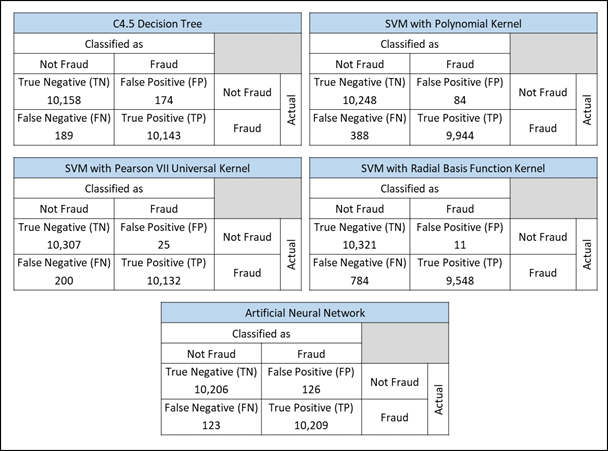 C4.5 Decision Tree
Classified as
Not Fraud Fraud
True Negative (TN) False Positive (FP) Not Fraud Actual
10,158 174
False Negative (FN) True Positive (TP) Fraud
189 10,143
SVM with Polynomial Kernel
Classified as
Not Fraud Fraud
True Negative (TN) False Positive (FP) Not Fraud Actual
10,248 84
False Negative (FN) True Positive (TP) Fraud
388 9,944
SVM with Pearson VII Universal Kernel
Classified as
Not Fraud Fraud
True Negative (TN) False Positive (FP) Not Fraud Actual
10,307 25
False Negative (FN) True Positive (TP) Fraud
200 10,132
SVM with Radial Basis Function Kernel
Classified as
Not Fraud Fraud
True Negative (TN) False Positive (FP) Not Fraud Actual
10,321 11
False Negative (FN) True Positive (TP) Fraud
784 9,548
Artificial Neural Network
Classified as
Not Fraud Fraud
True Negative (TN) False Positive (FP) Not Fraud Actual
10,206 126
False Negative (FN) True Positive (TP) Fraud
123 10,209